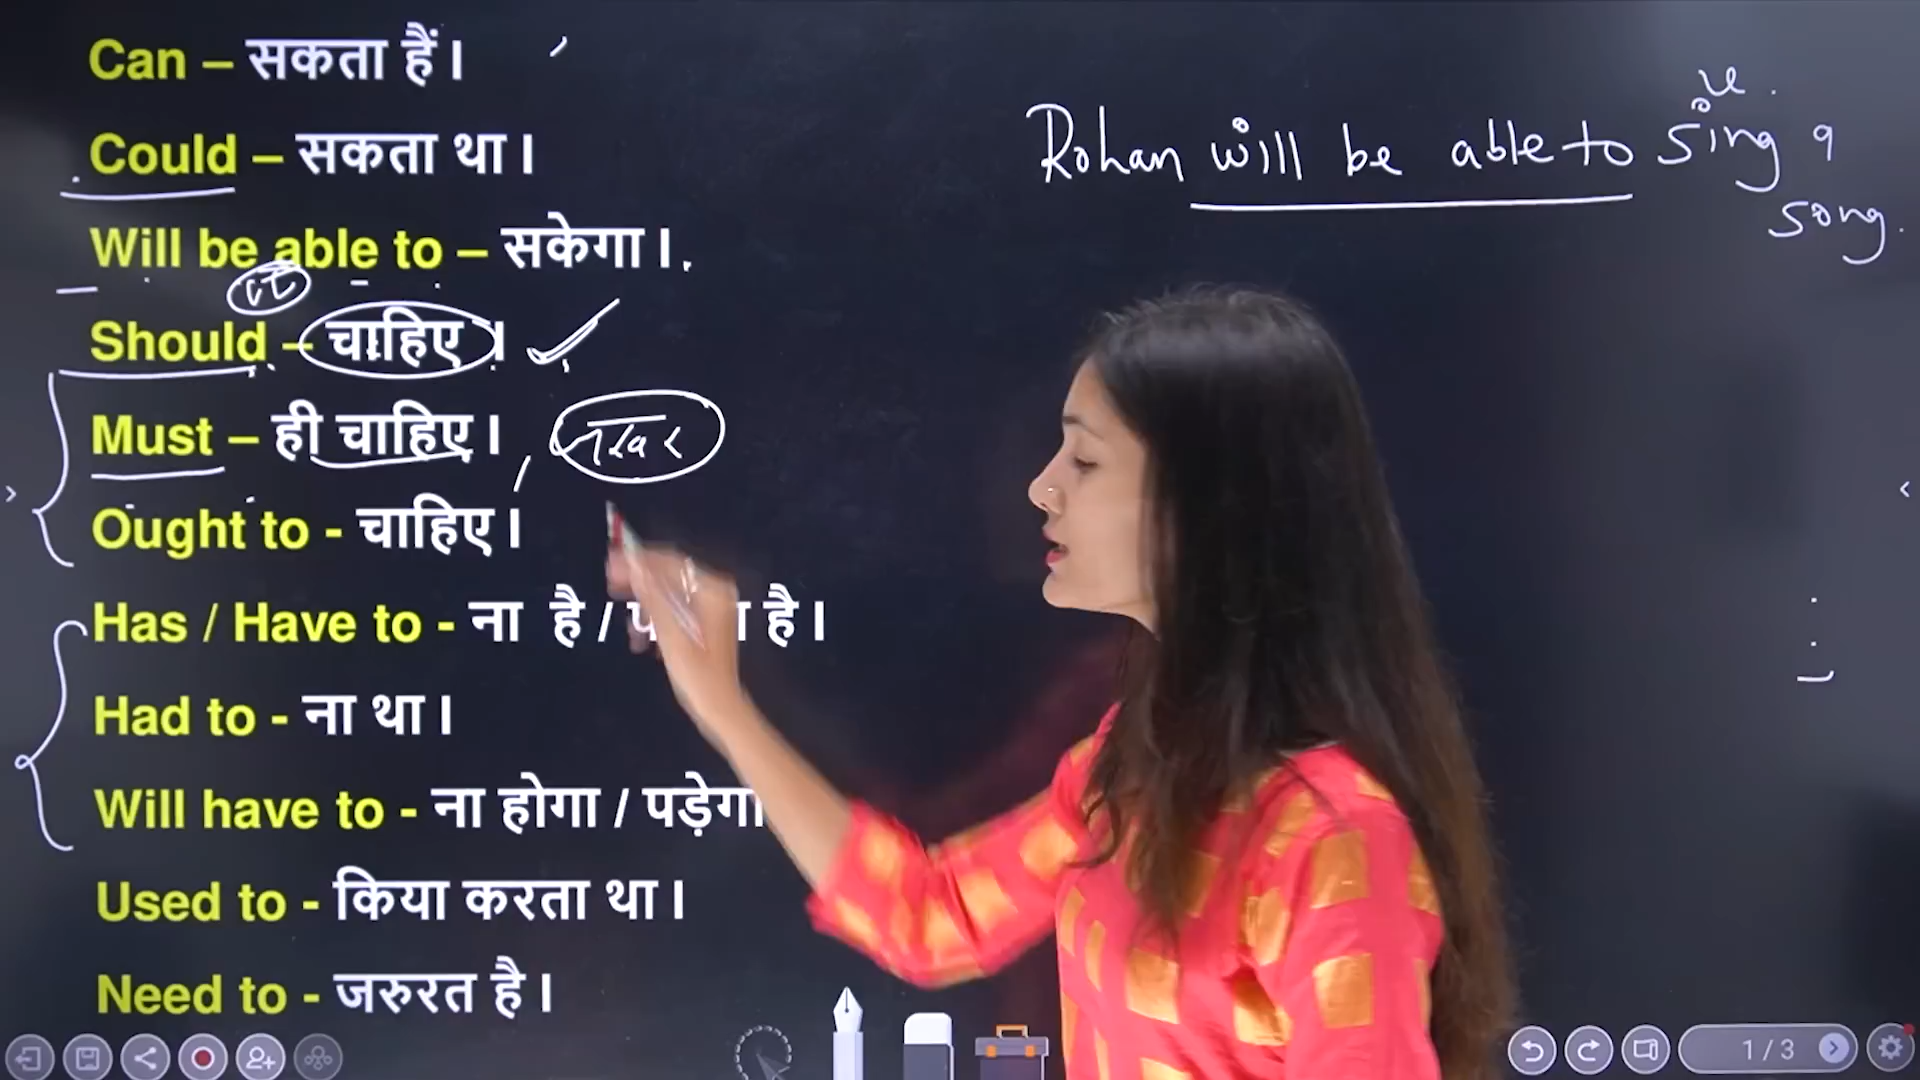 Can – सकता हैं।
Could – सकता था।
Will be able to – सकेगा।
Should – चाहिए।
Must – ही चाहिए।
Ought to - चाहिए।
Has / Have to - ना है / है।
Had to - ना था।
Will have to - ना होगा / पड़ेगा
Used to - किया करता था।
Need to - जरुरत है।
Rohan will be able to sing a
song.
1 / 3